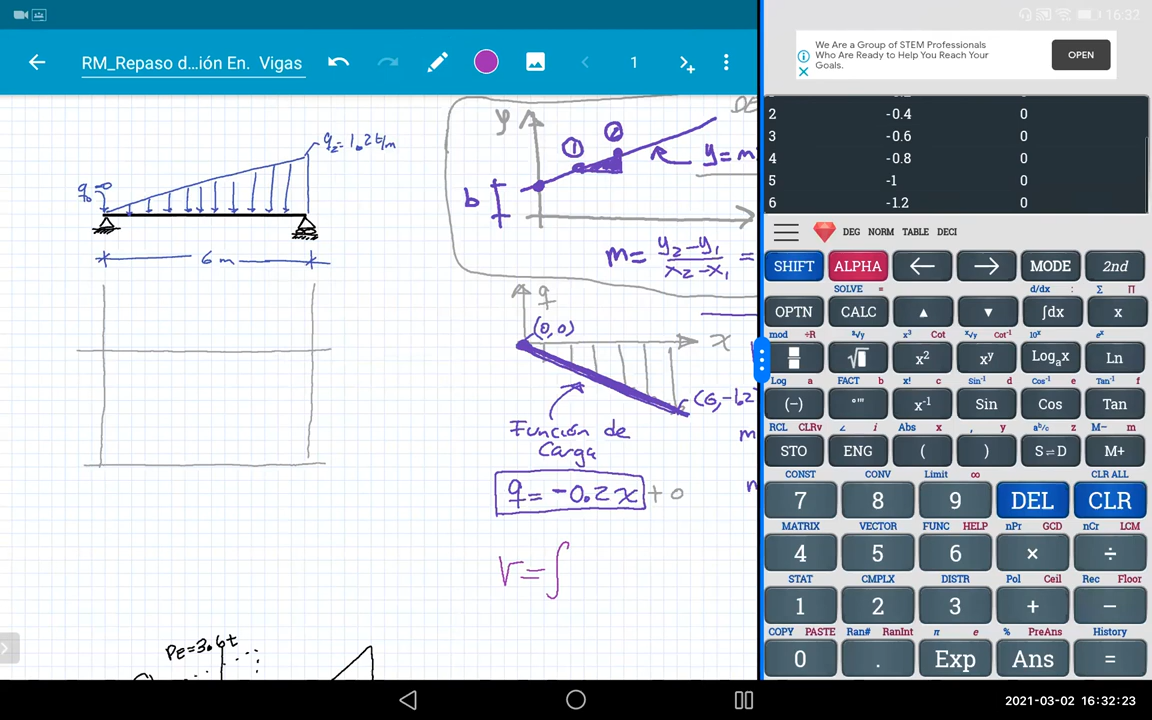 16:32
RM_Repaso d...ión En. Vigas
1
We Are a Group of STEM Professionals
Who Are Ready to Help You Reach Your
Goals.
OPEN
q₀=0
q₂=1.2t/m
6m
y
①
②
b
y=m
m= y₂-y₁ / x₂-x₁ =
q
(0,0)
x
Función de
Carga
q=-0.2x+0
V=∫
PE=3.6t
2 -0.4 0
3 -0.6 0
4 -0.8 0
5 -1 0
6 -1.2 0
DEG NORM TABLE DECI
SHIFT ALPHA ← → MODE 2nd
SOLVE = d/dx : Σ Π
OPTN CALC ▲ ▼ ∫dx x
mod ÷R ³√y x³ Cot ˣ√y Cot⁻¹ 10ˣ eˣ
√ x² xʸ Logₐx Ln
Log a FACT b x! c Sin⁻¹ d Cos⁻¹ e Tan⁻¹ f
(−) °'" x⁻¹ Sin Cos Tan
RCL CLRv ∠ i Abs x , y aᵇ/c z M− m
STO ENG ( ) S⇌D M+
CONST CONV Limit ∞ CLR ALL
7 8 9 DEL CLR
MATRIX VECTOR FUNC HELP nPr GCD nCr LCM
4 5 6 × ÷
STAT CMPLX DISTR Pol Ceil Rec Floor
1 2 3 + −
COPY PASTE Ran# RanInt π e % PreAns History
0 . Exp Ans =
2021-03-02 16:32:23